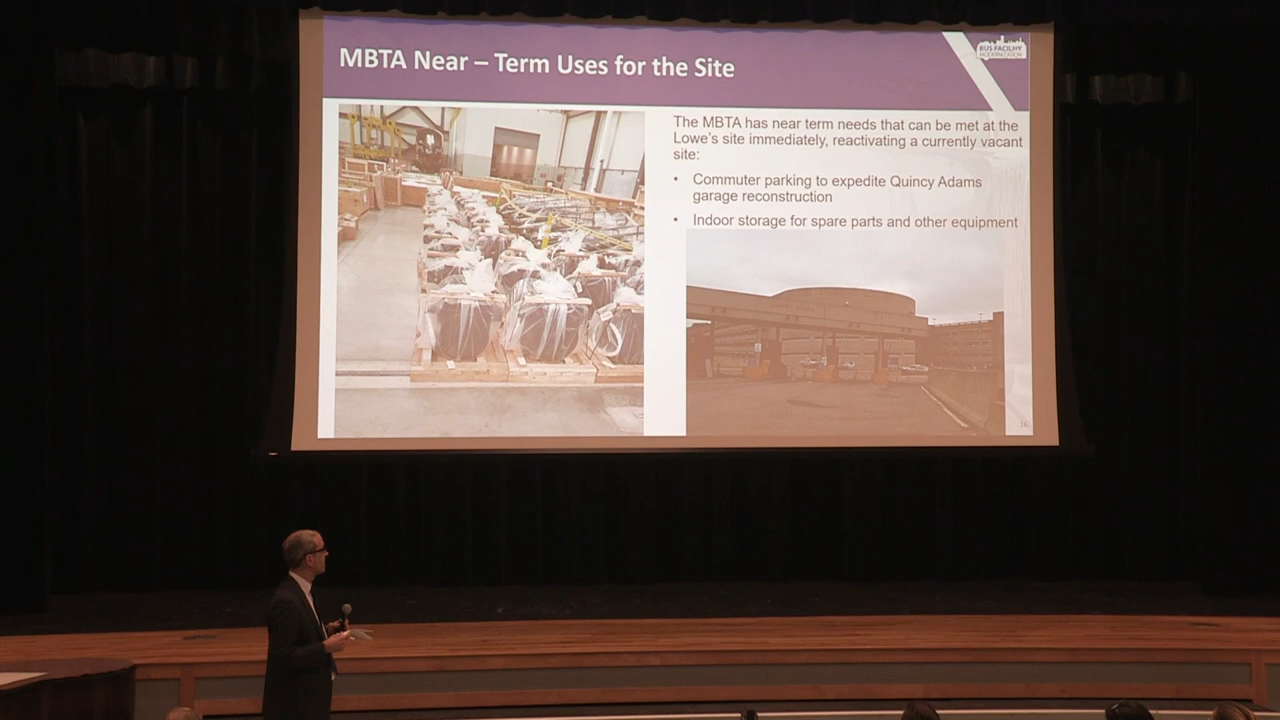 MBTA Near – Term Uses for the Site
BUS FACILITY
MODERNIZATION
The MBTA has near term needs that can be met at the
Lowe's site immediately, reactivating a currently vacant
site:
• Commuter parking to expedite Quincy Adams
garage reconstruction
• Indoor storage for spare parts and other equipment
16